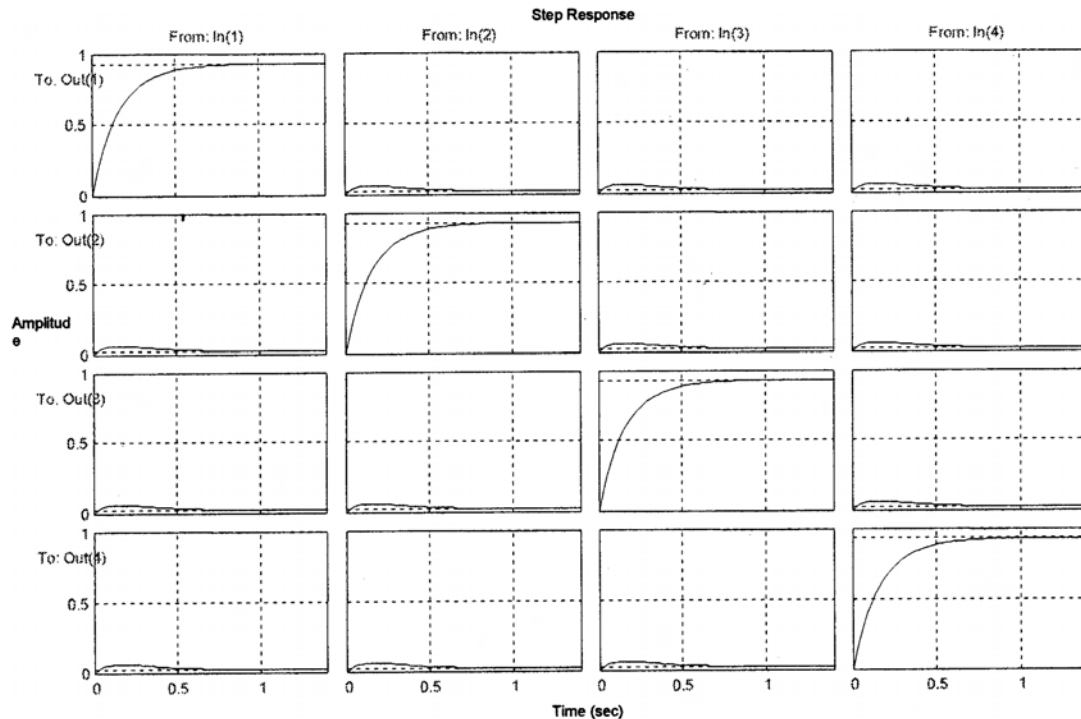 Step Response
From: In(1) From: In(2) From: In(3) From: In(4)
1
To: Out(1)
0.5
0
1
To: Out(2)
0.5
Amplitud
e
0
1
To: Out(3)
0.5
0
1
To: Out(4)
0.5
0
0 0.5 1 0 0.5 1 0 0.5 1 0 0.5 1
Time (sec)